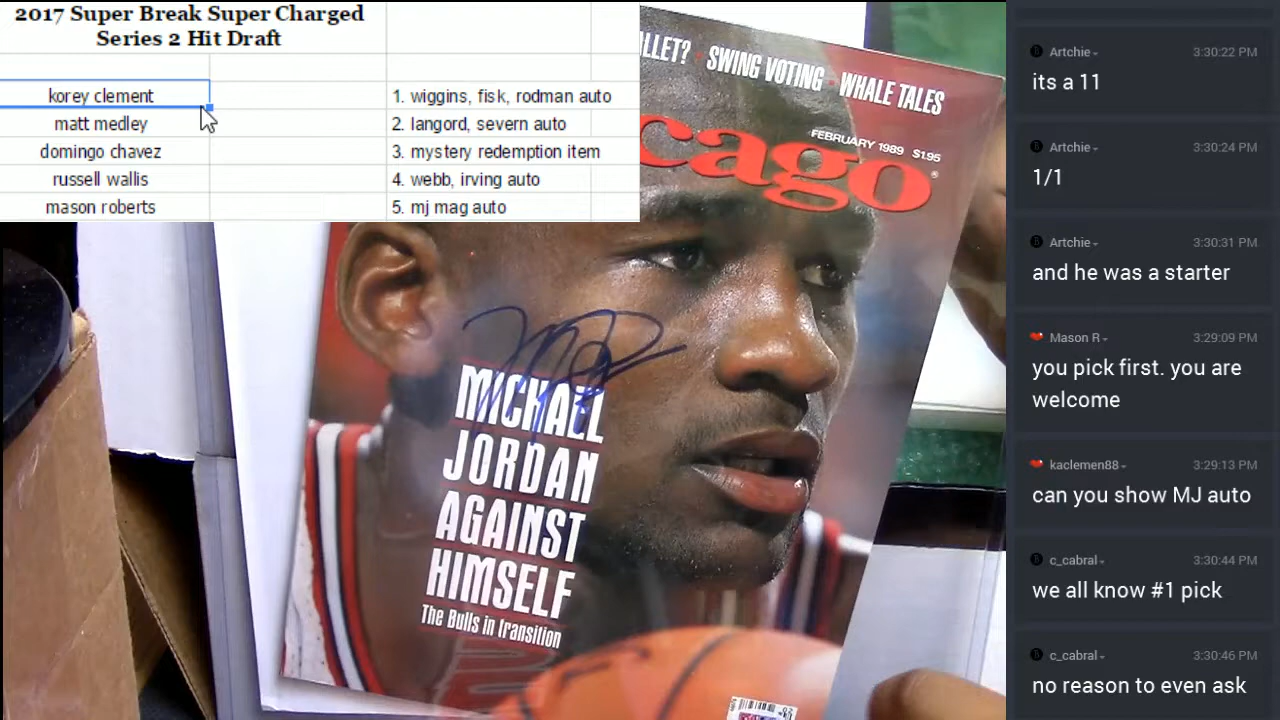 2017 Super Break Super Charged
Series 2 Hit Draft
korey clement
matt medley
domingo chavez
russell wallis
mason roberts
1. wiggins, fisk, rodman auto
2. langord, severn auto
3. mystery redemption item
4. webb, irving auto
5. mj mag auto
LLET? • SWING VOTING • WHALE TALES
cago
FEBRUARY 1989 $1.95
MICHAEL
JORDAN
AGAINST
HIMSELF
The Bulls in Transition
Artchie 3:30:22 PM
its a 11
Artchie 3:30:24 PM
1/1
Artchie 3:30:31 PM
and he was a starter
Mason R 3:29:09 PM
you pick first. you are
welcome
kaclemen88 3:29:13 PM
can you show MJ auto
c_cabral 3:30:44 PM
we all know #1 pick
c_cabral 3:30:46 PM
no reason to even ask